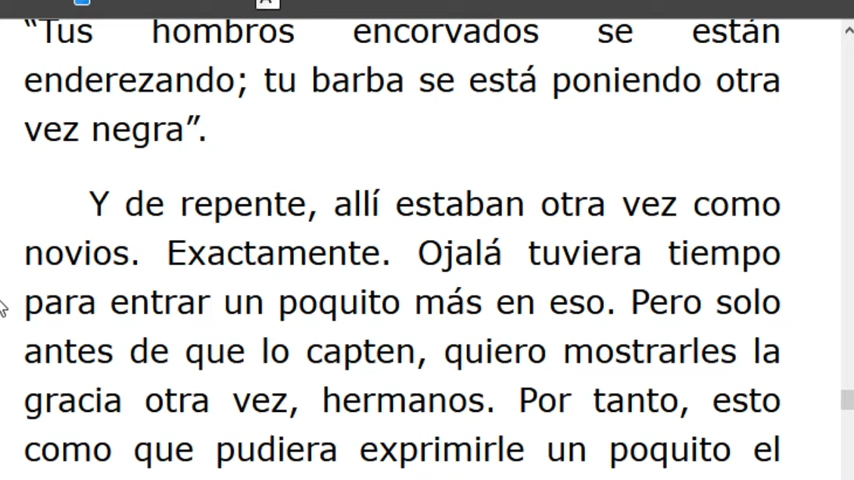 “Tus hombros encorvados se están
enderezando; tu barba se está poniendo otra
vez negra”.
Y de repente, allí estaban otra vez como
novios. Exactamente. Ojalá tuviera tiempo
para entrar un poquito más en eso. Pero solo
antes de que lo capten, quiero mostrarles la
gracia otra vez, hermanos. Por tanto, esto
como que pudiera exprimirle un poquito el